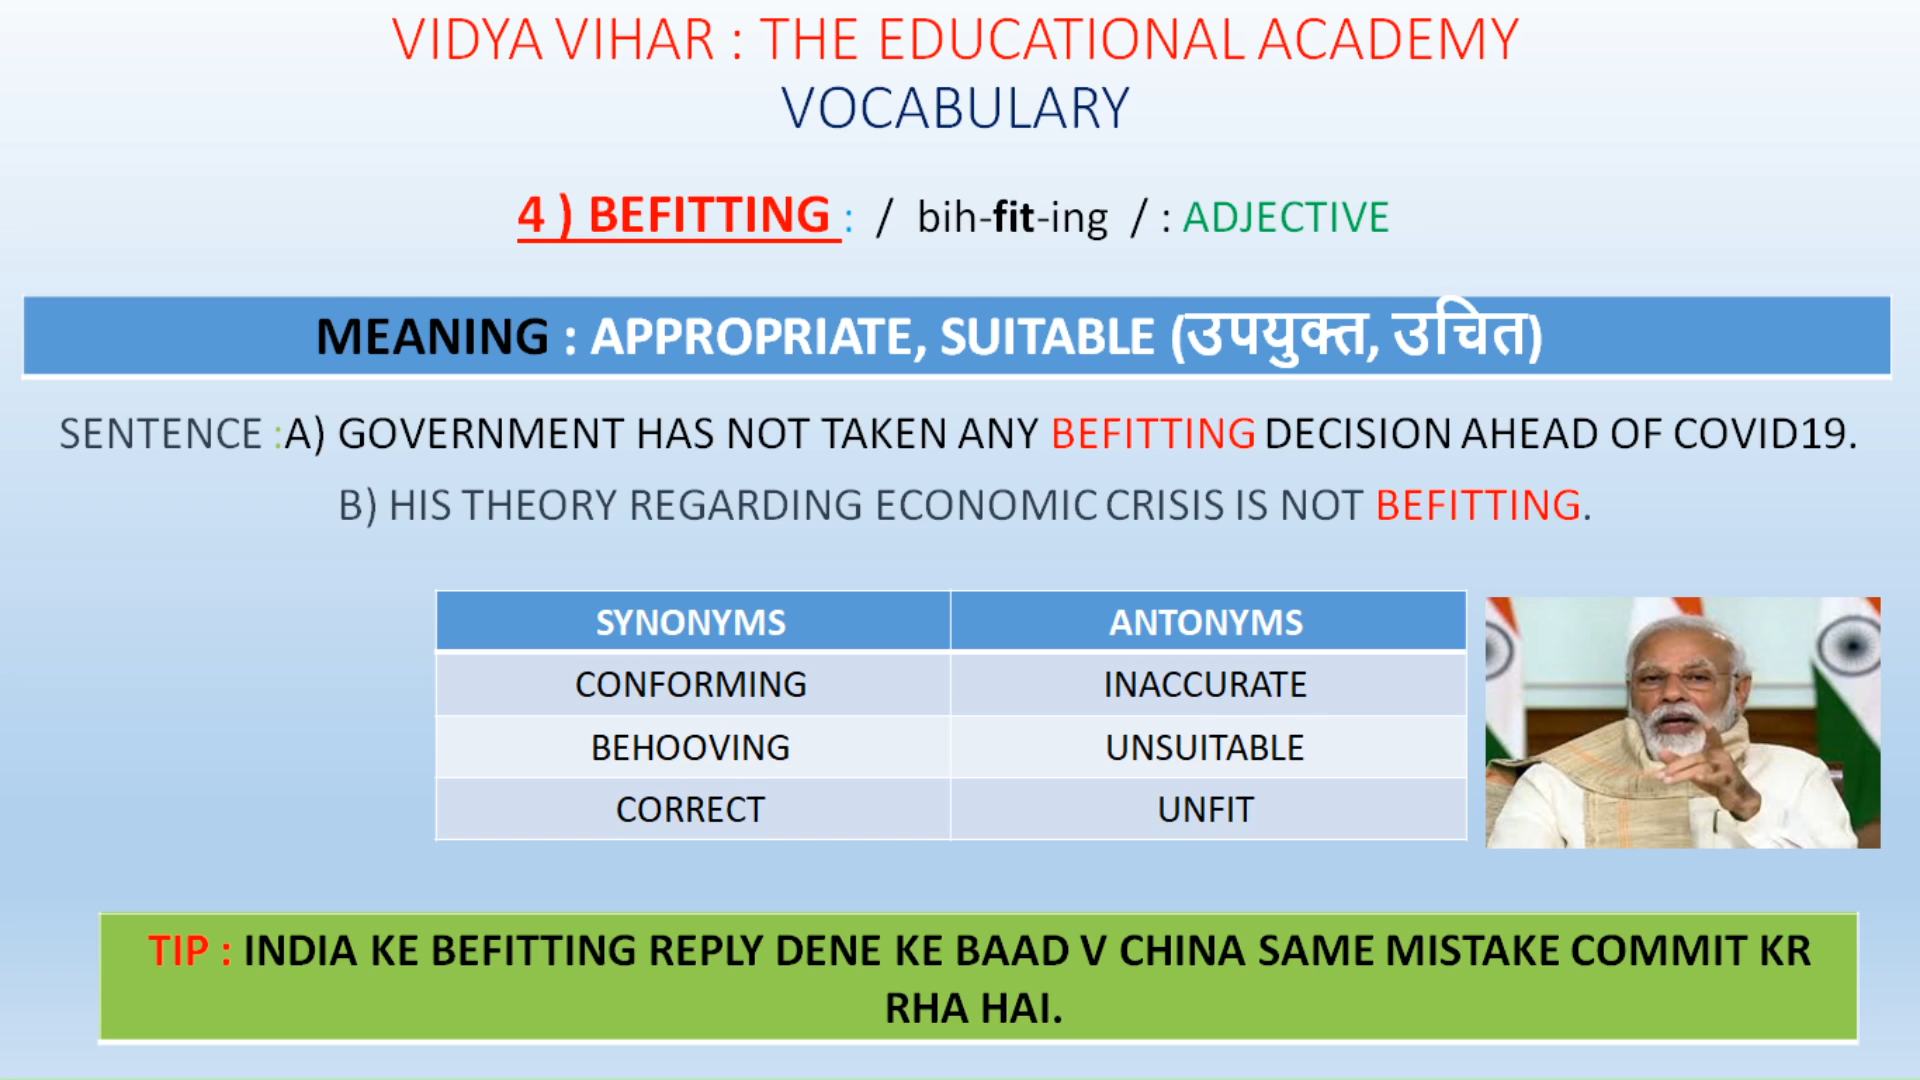 VIDYA VIHAR : THE EDUCATIONAL ACADEMY
VOCABULARY
4 ) BEFITTING : / bih-fit-ing / : ADJECTIVE
MEANING : APPROPRIATE, SUITABLE (उपयुक्त, उचित)
SENTENCE :A) GOVERNMENT HAS NOT TAKEN ANY BEFITTING DECISION AHEAD OF COVID19.
B) HIS THEORY REGARDING ECONOMIC CRISIS IS NOT BEFITTING.
SYNONYMS ANTONYMS
CONFORMING INACCURATE
BEHOOVING UNSUITABLE
CORRECT UNFIT
TIP : INDIA KE BEFITTING REPLY DENE KE BAAD V CHINA SAME MISTAKE COMMIT KR
RHA HAI.